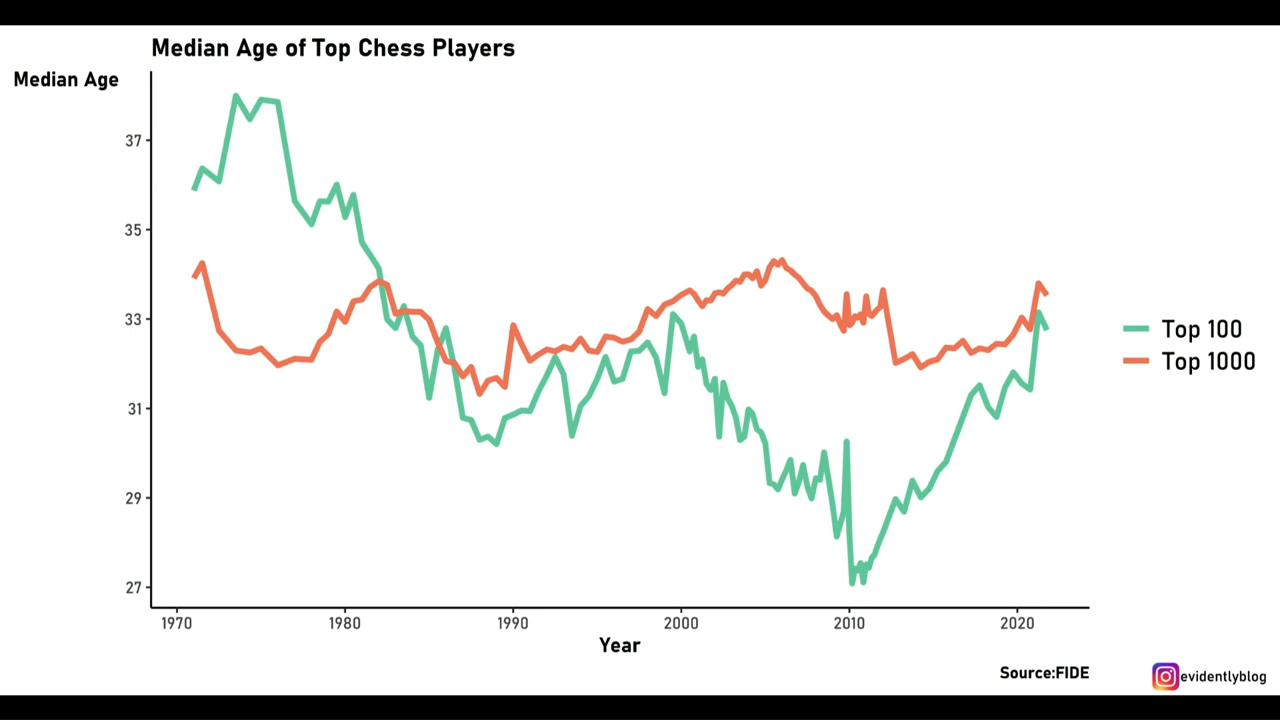 Median Age of Top Chess Players
Median Age
37
35
33
31
29
27
1970 1980 1990 2000 2010 2020
Year
Top 100
Top 1000
Source:FIDE
evidentlyblog